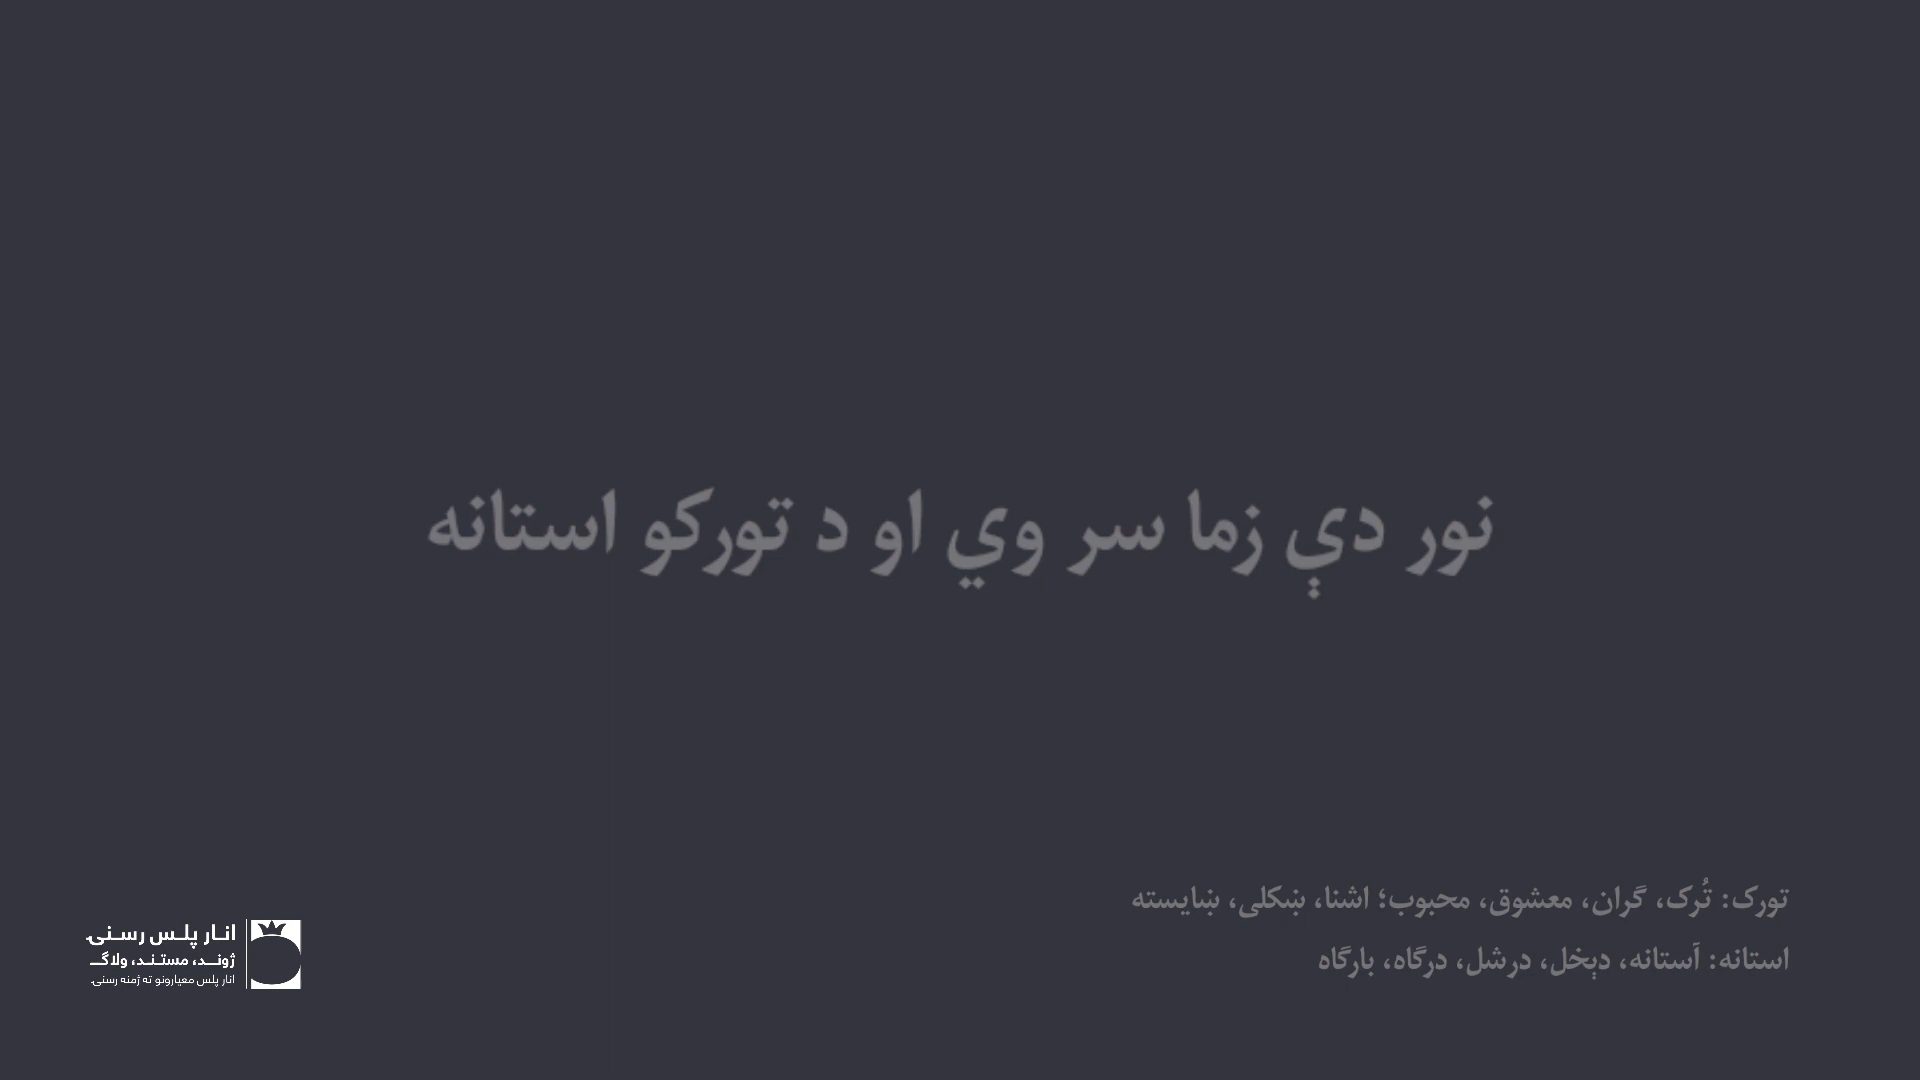 نور دې زما سر وي او د تورکو استانه
تورک: تُرک، گران، معشوق، محبوب؛ اشنا، ښکلی، ښایسته
استانه: آستانه، دېخل، درشل، درگاه، بارگاه
انار پلس رسنۍ
ژوند، مستند، ولاګ
انار پلس معیارونو ته ژمنه رسنۍ